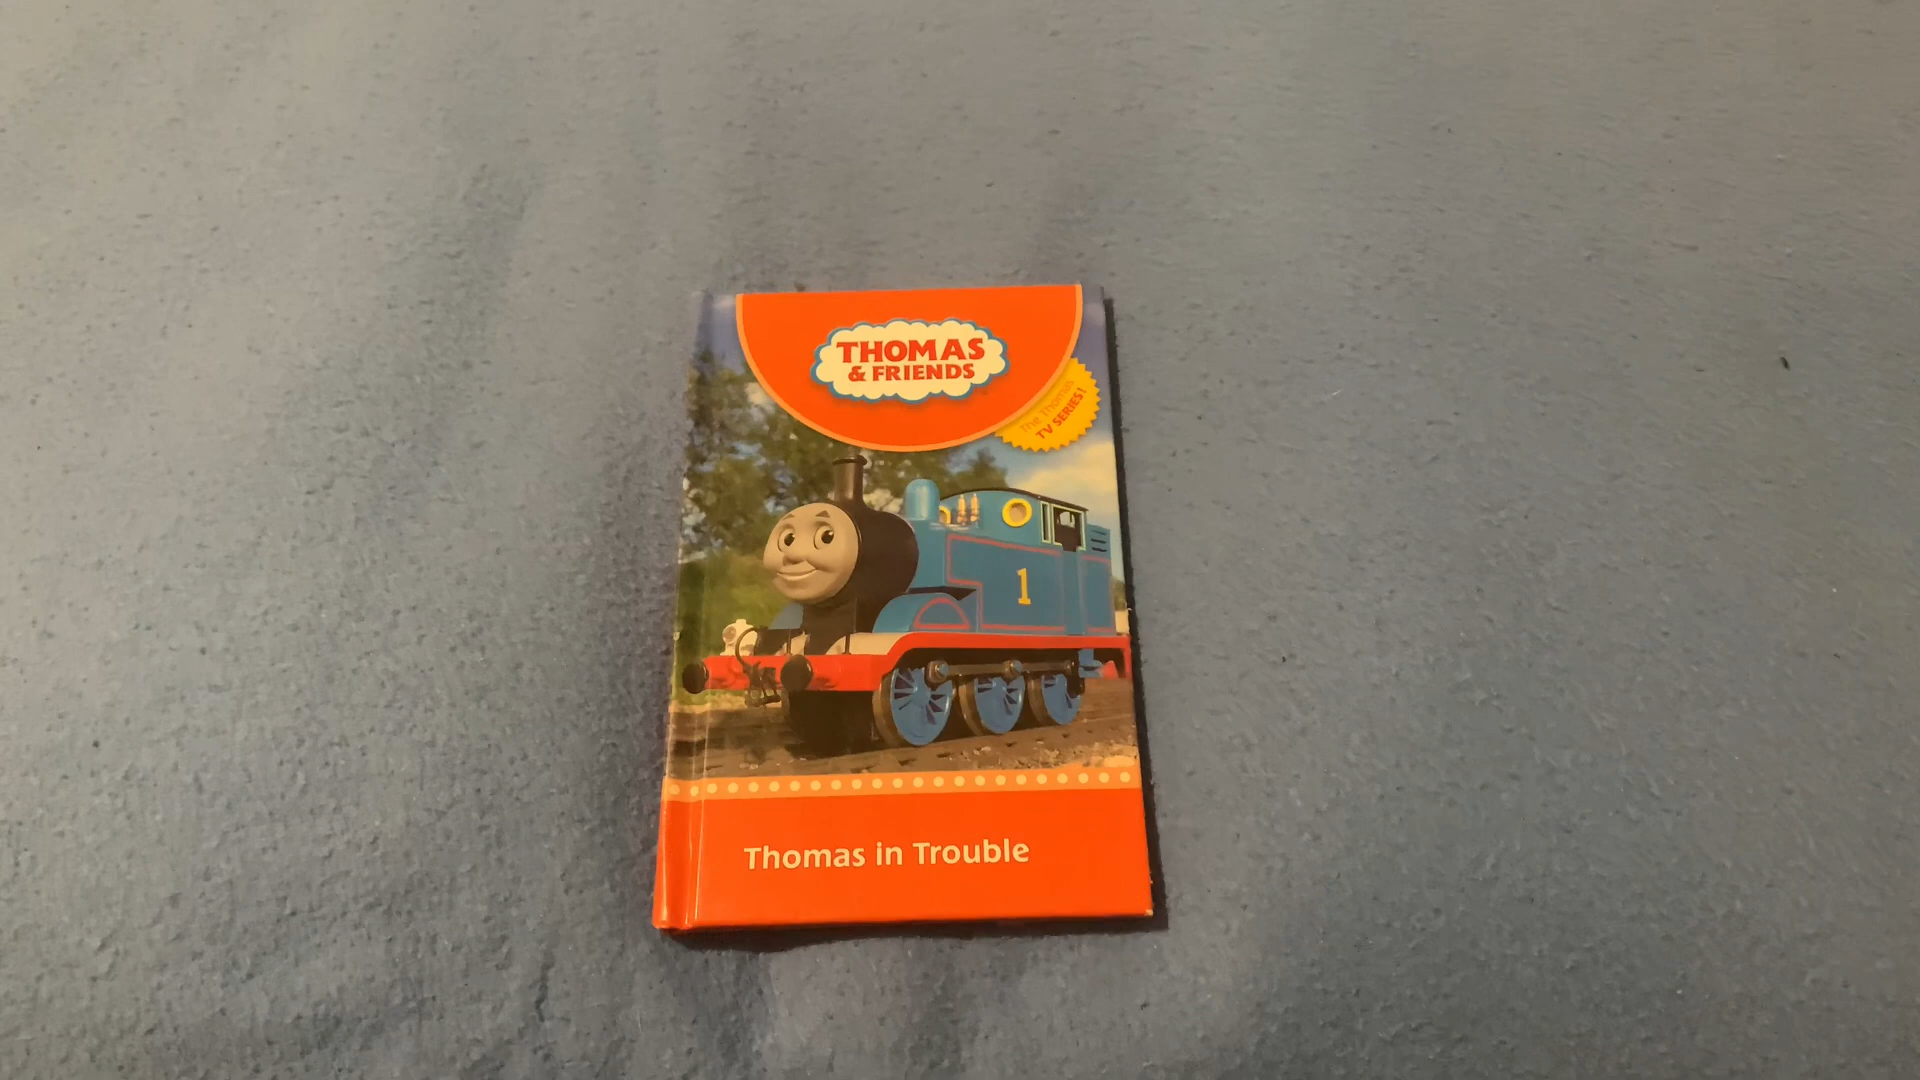 THOMAS
& FRIENDS
The Thomas
TV SERIES!
1
Thomas in Trouble